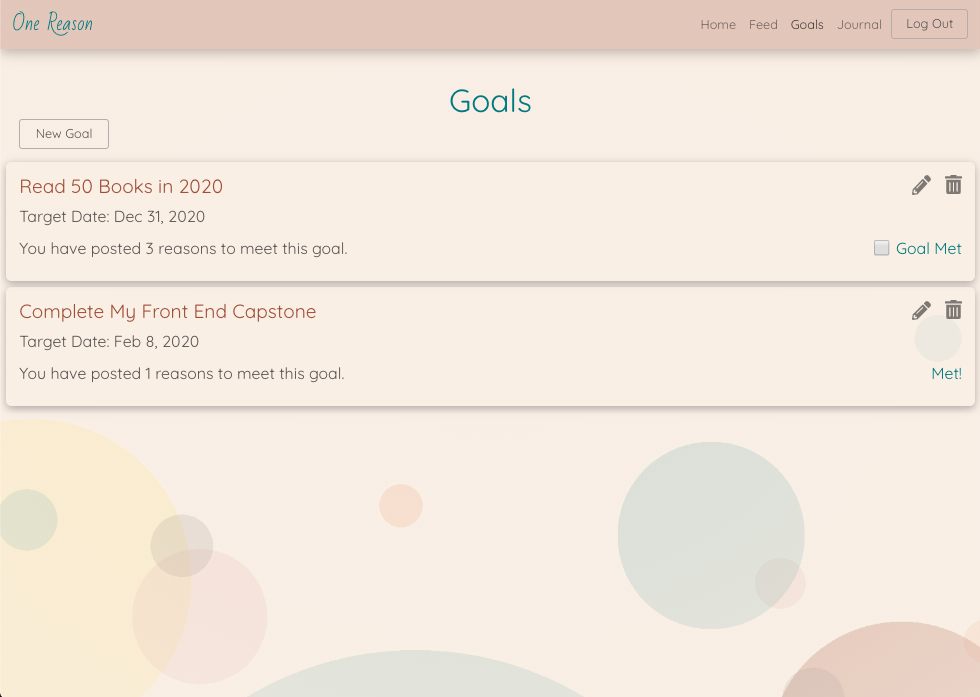 One Reason
Home Feed Goals Journal Log Out
Goals
New Goal
Read 50 Books in 2020
Target Date: Dec 31, 2020
You have posted 3 reasons to meet this goal.
Goal Met
Complete My Front End Capstone
Target Date: Feb 8, 2020
You have posted 1 reasons to meet this goal.
Met!